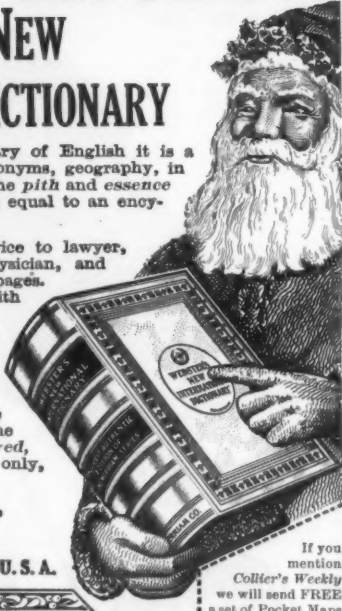 NEW
CTIONARY
ry of English it is a
onyms, geography, in
he pith and essence
equal to an ency-
vice to lawyer,
ysician, and
pages.
ith
he
ved,
only,
U. S. A.
WEBSTER'S
NEW
INTERNATIONAL
DICTIONARY
If you
mention
Collier's Weekly
we will send FREE
a set of Pocket Maps